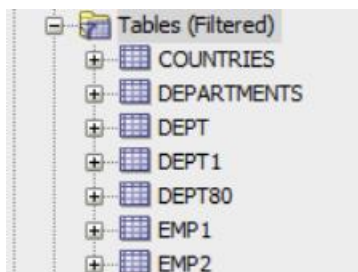 Tables (Filtered)
COUNTRIES
DEPARTMENTS
DEPT
DEPT1
DEPT80
EMP1
EMP2